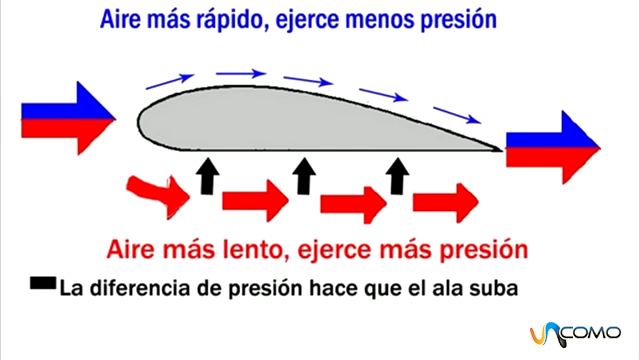 Aire más rápido, ejerce menos presión
Aire más lento, ejerce más presión
La diferencia de presión hace que el ala suba
UNCOMO